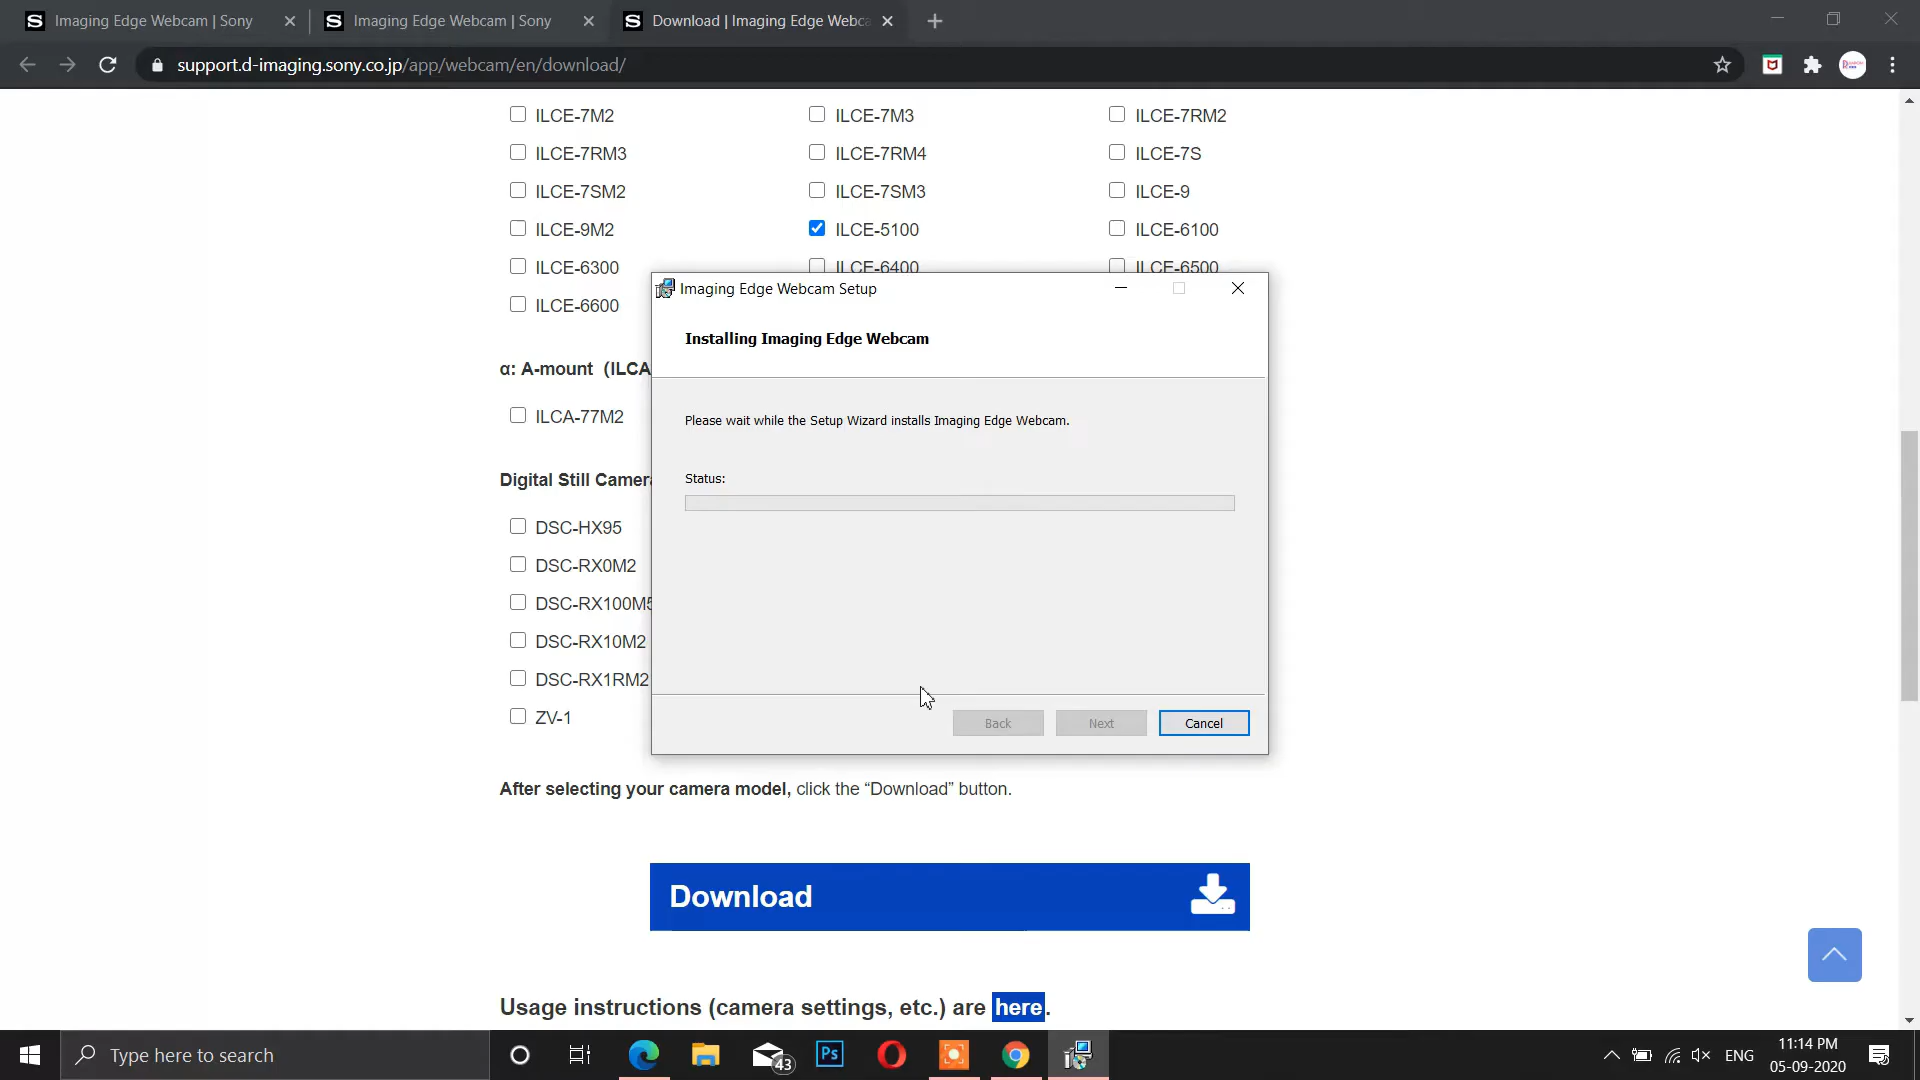 Imaging Edge Webcam | Sony
Imaging Edge Webcam | Sony
Download | Imaging Edge Webca
support.d-imaging.sony.co.jp/app/webcam/en/download/
ILCE-7M2 ILCE-7M3 ILCE-7RM2
ILCE-7RM3 ILCE-7RM4 ILCE-7S
ILCE-7SM2 ILCE-7SM3 ILCE-9
ILCE-9M2 ILCE-5100 ILCE-6100
ILCE-6300 ILCE-6400 ILCE-6500
ILCE-6600
α: A-mount (ILCA
ILCA-77M2
Digital Still Camera
DSC-HX95
DSC-RX0M2
DSC-RX100M5
DSC-RX10M2
DSC-RX1RM2
ZV-1
Imaging Edge Webcam Setup
Installing Imaging Edge Webcam
Please wait while the Setup Wizard installs Imaging Edge Webcam.
Status:
Back Next Cancel
After selecting your camera model, click the “Download” button.
Download
Usage instructions (camera settings, etc.) are here.
Type here to search
43
Ps
ENG
11:14 PM
05-09-2020